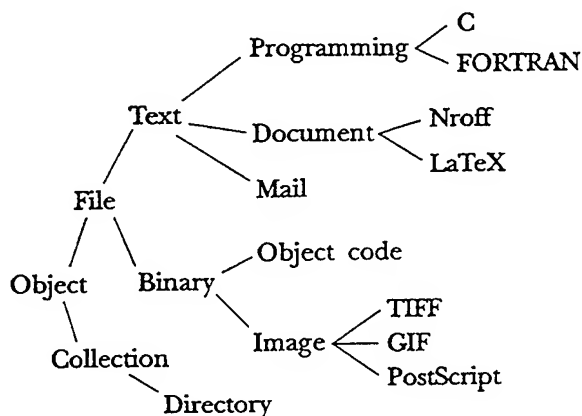 C
Programming
FORTRAN
Text
Document
Nroff
LaTeX
Mail
File
Object code
Object
Binary
TIFF
Image
GIF
Collection
PostScript
Directory